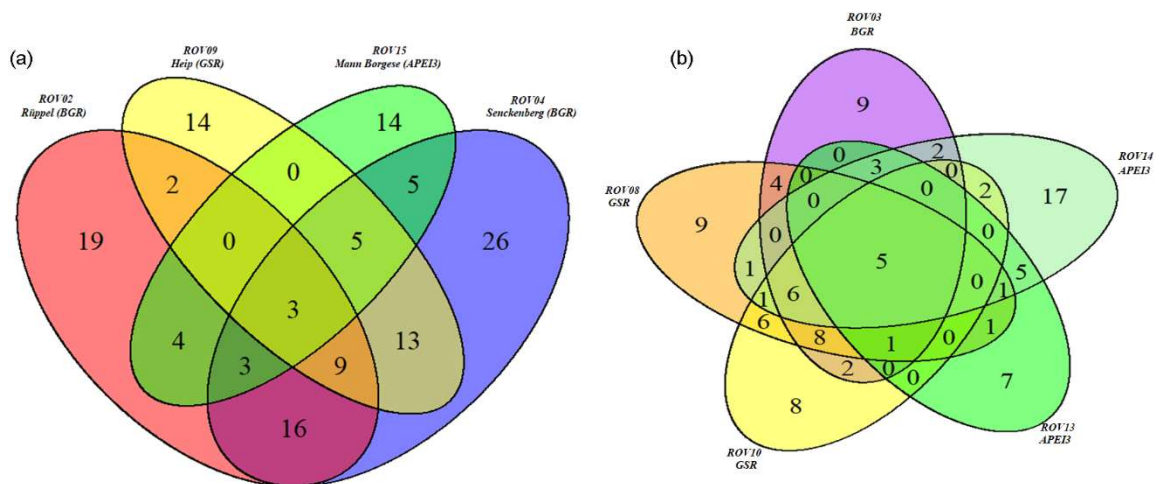 (a)
ROV09
Heip (GSR)
ROV15
Mann Borgese (APEI3)
ROV02
Rüppel (BGR)
ROV04
Senckenberg (BGR)
14
14
2
0
5
19
0
5
26
4
3
13
3
9
16
(b)
ROV03
BGR
ROV14
APEI3
ROV08
GSR
ROV10
GSR
ROV13
APEI3
9
0
3
2
0
2
17
4
0
0
0
9
0
0
5
1
6
0
5
1
1
6
8
1
0
1
2
0
0
7
8